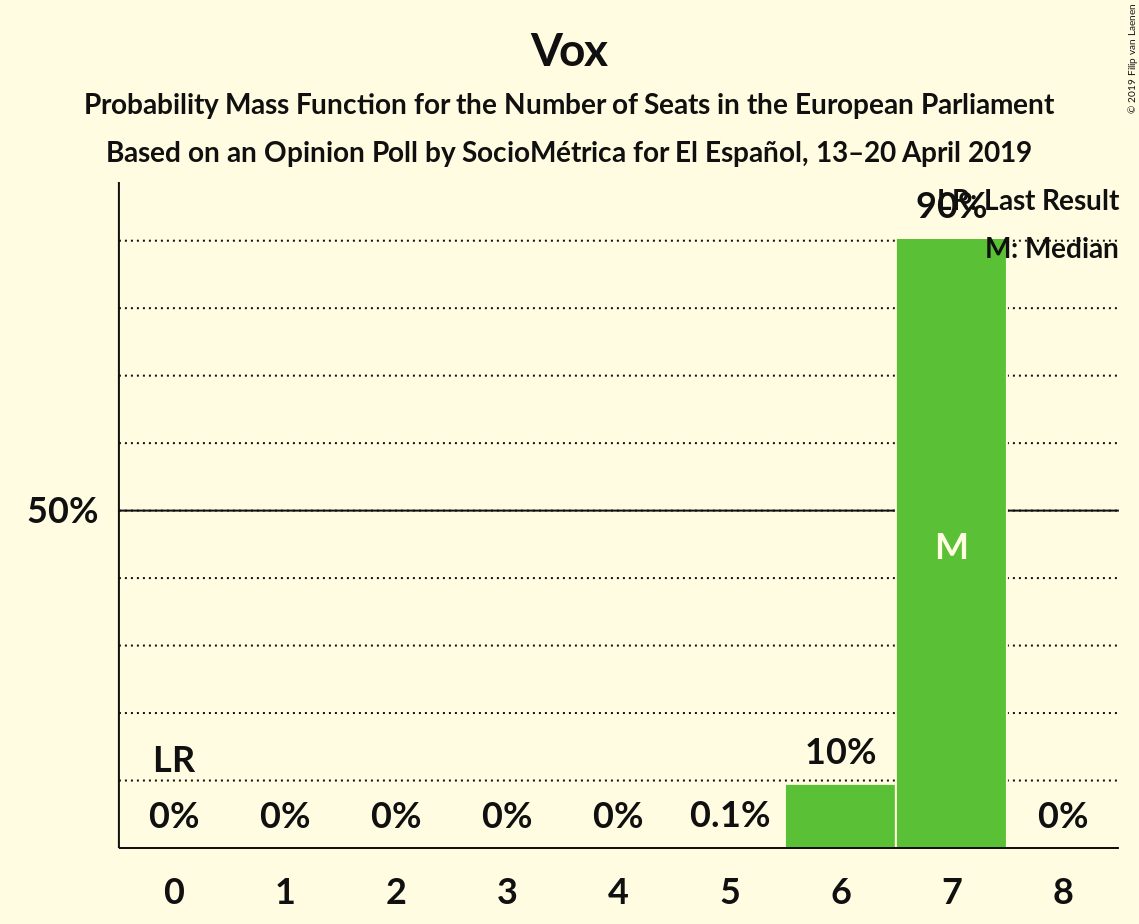 Vox
Probability Mass Function for the Number of Seats in the European Parliament
Based on an Opinion Poll by SocioMétrica for El Español, 13–20 April 2019
© 2019 Filip van Laenen
LR: Last Result
M: Median
90%
50%
M
LR
10%
0% 0% 0% 0% 0% 0.1% 0%
0 1 2 3 4 5 6 7 8